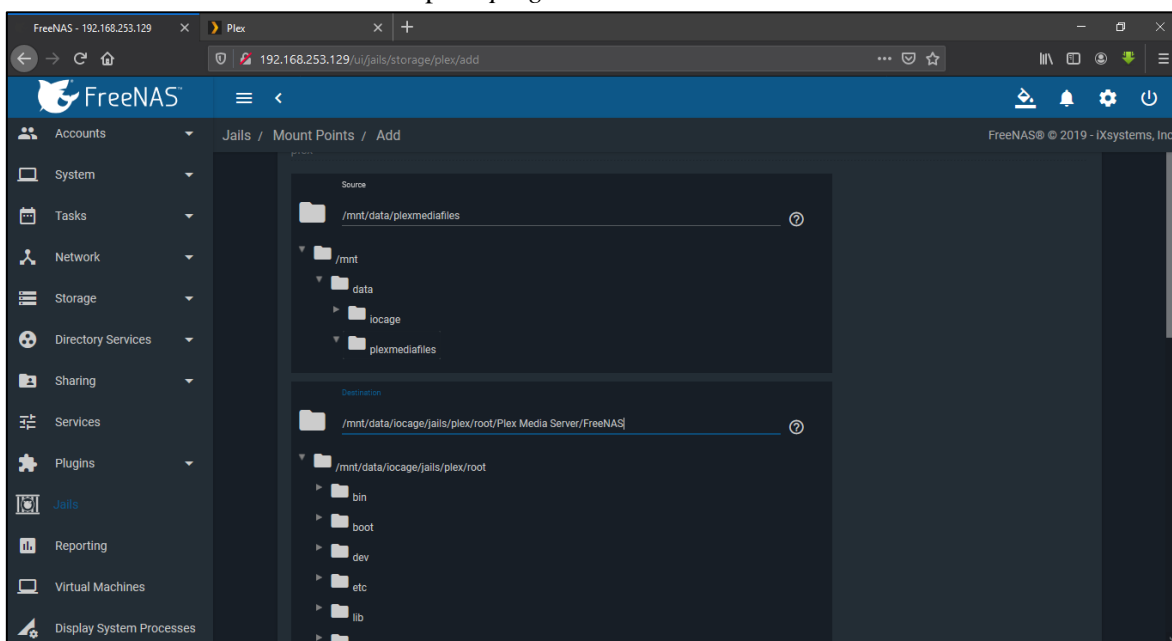 FreeNAS - 192.168.253.129
Plex
192.168.253.129/ui/jails/storage/plex/add
FreeNAS
Accounts
Jails / Mount Points / Add
FreeNAS® © 2019 - iXsystems, Inc
System
Source
Tasks
/mnt/data/plexmediafiles
Network
/mnt
data
Storage
iocage
Directory Services
plexmediafiles
Sharing
Destination
Services
/mnt/data/iocage/jails/plex/root/Plex Media Server/FreeNAS
Plugins
/mnt/data/iocage/jails/plex/root
bin
Jails
boot
Reporting
dev
Virtual Machines
etc
lib
Display System Processes